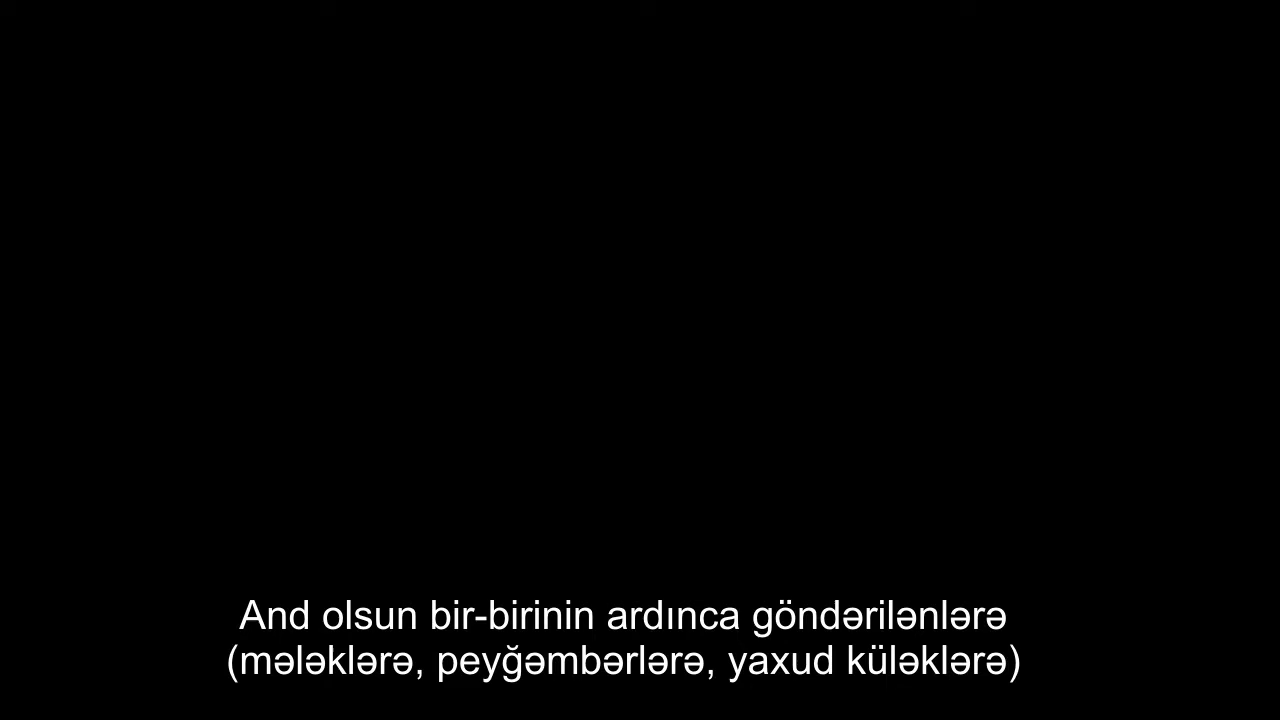 And olsun bir-birinin ardınca göndərilənlərə
(mələklərə, peyğəmbərlərə, yaxud küləklərə)